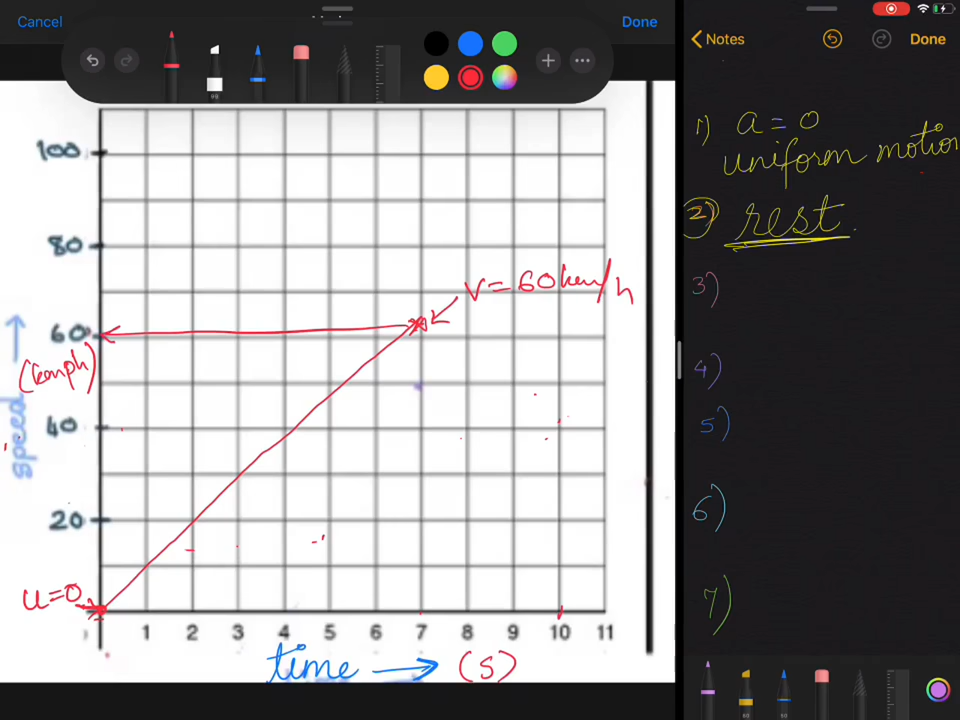 Cancel
Done
100
80
60
(kmph)
speed
40
20
v=60km/h
u=0
1 2 3 4 5 6 7 8 9 10 11
time → (s)
Notes
Done
1) a=0
uniform motion
2) rest.
3)
4)
5)
6)
7)